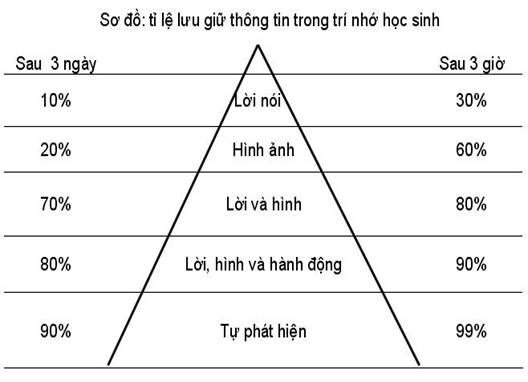 Sơ đồ: tỉ lệ lưu giữ thông tin trong trí nhớ học sinh
Sau 3 ngày Sau 3 giờ
10% Lời nói 30%
20% Hình ảnh 60%
70% Lời và hình 80%
80% Lời, hình và hành động 90%
90% Tự phát hiện 99%